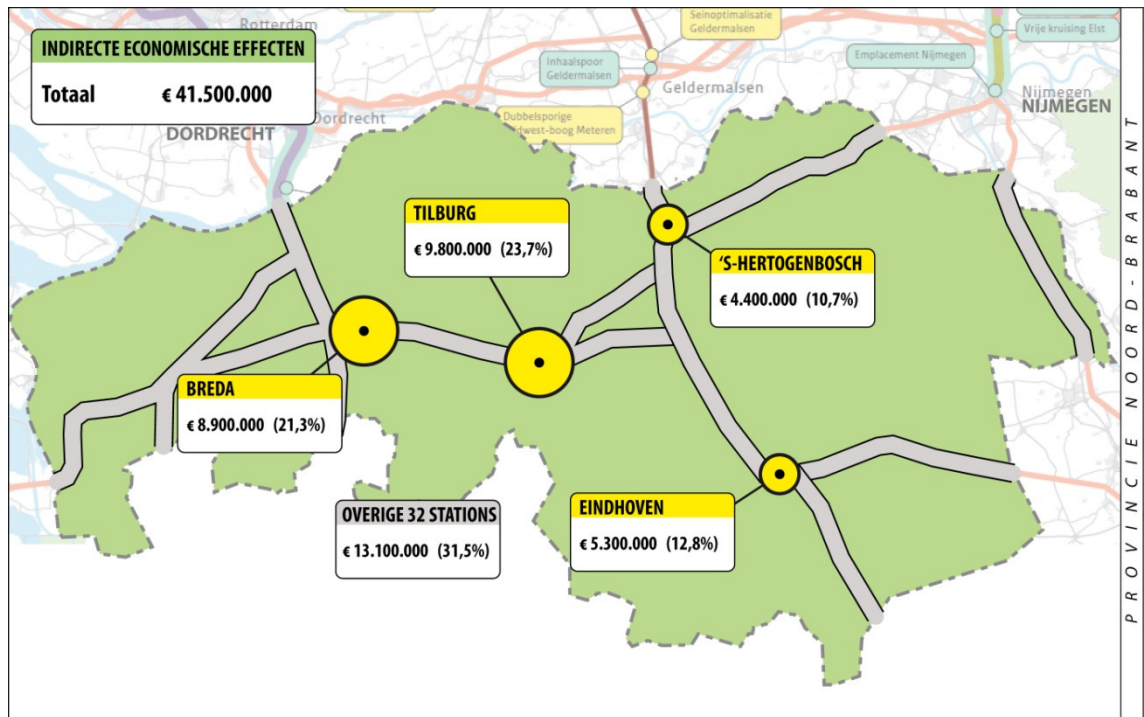 Rotterdam
Seinoptimalisatie
Geldermalsen
Vrije kruising Elst
INDIRECTE ECONOMISCHE EFFECTEN
Totaal € 41.500.000
Inhaalspoor
Geldermalsen
Emplacement Nijmegen
Geldermalsen
Nijmegen
NIJMEGEN
Dubbelsporige
Meteren
DORDRECHT
Dordrecht
PROVINCIE NOORD-BRABANT
TILBURG
€ 9.800.000 (23,7%)
'S-HERTOGENBOSCH
€ 4.400.000 (10,7%)
BREDA
€ 8.900.000 (21,3%)
OVERIGE 32 STATIONS
€ 13.100.000 (31,5%)
EINDHOVEN
€ 5.300.000 (12,8%)